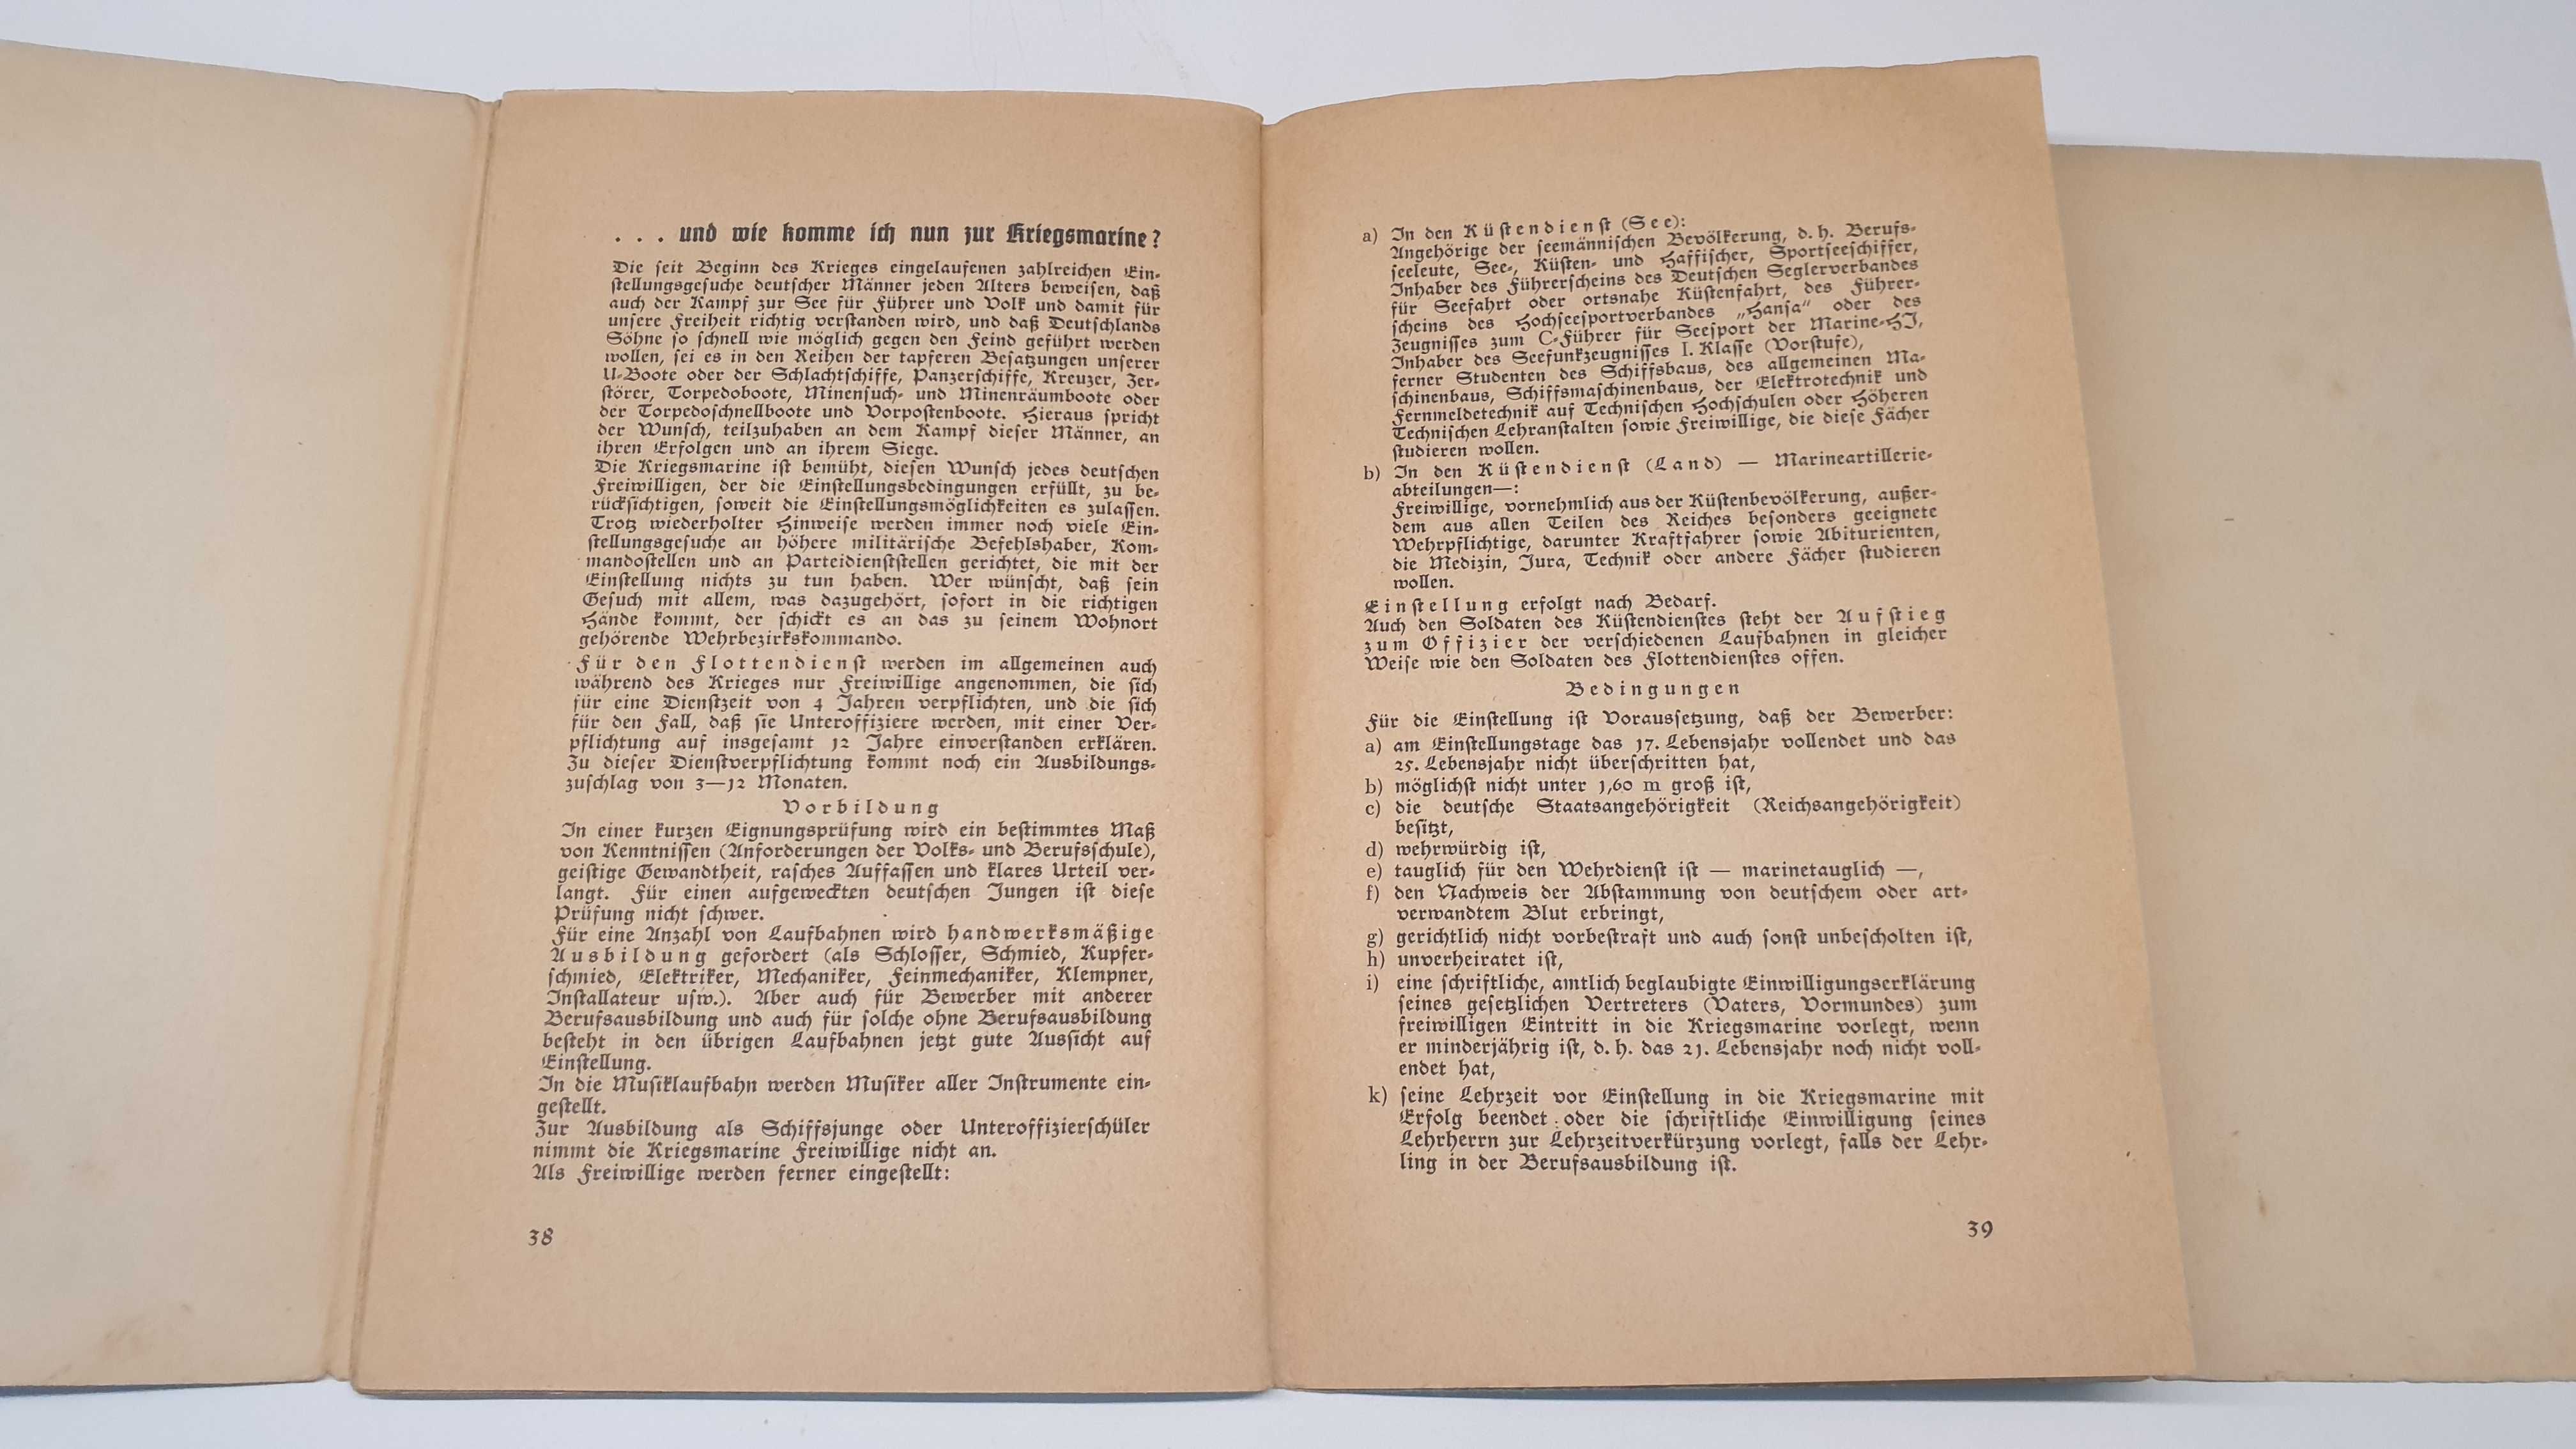 . . . und wie komme ich nun zur Kriegsmarine?
Die seit Beginn des Krieges eingelaufenen zahlreichen Ein-
stellungsgesuche deutscher Männer jeden Alters beweisen, daß
auch der Kampf zur See für Führer und Volk und damit für
unsere Freiheit richtig verstanden wird, und daß Deutschlands
Söhne so schnell wie möglich gegen den Feind geführt werden
wollen, sei es in den Reihen der tapferen Besatzungen unserer
U-Boote oder der Schlachtschiffe, Panzerschiffe, Kreuzer, Zer-
störer, Torpedoboote, Minensuch- und Minenräumboote oder
der Torpedoschnellboote und Vorpostenboote. Hieraus spricht
der Wunsch, teilzuhaben an dem Kampf dieser Männer, an
ihren Erfolgen und an ihrem Siege.
Die Kriegsmarine ist bemüht, diesen Wunsch jedes deutschen
Freiwilligen, der die Einstellungsbedingungen erfüllt, zu be-
rücksichtigen, soweit die Einstellungsmöglichkeiten es zulassen.
Trotz wiederholter Hinweise werden immer noch viele Ein-
stellungsgesuche an höhere militärische Befehlshaber, Kom-
mandostellen und an Parteidienststellen gerichtet, die mit der
Einstellung nichts zu tun haben. Wer wünscht, daß sein
Gesuch mit allem, was dazugehört, sofort in die richtigen
Hände kommt, der schickt es an das zu seinem Wohnort
gehörende Wehrbezirkskommando.
Für den Flottendienst werden im allgemeinen auch
während des Krieges nur Freiwillige angenommen, die sich
für eine Dienstzeit von 4 Jahren verpflichten, und die sich
für den Fall, daß sie Unteroffiziere werden, mit einer Ver-
pflichtung auf insgesamt 12 Jahre einverstanden erklären.
Zu dieser Dienstverpflichtung kommt noch ein Ausbildungs-
zuschlag von 3—12 Monaten.
Vorbildung
In einer kurzen Eignungsprüfung wird ein bestimmtes Maß
von Kenntnissen (Anforderungen der Volks- und Berufsschule),
geistige Gewandtheit, rasches Auffassen und klares Urteil ver-
langt. Für einen aufgeweckten deutschen Jungen ist diese
Prüfung nicht schwer.
Für eine Anzahl von Laufbahnen wird handwerksmäßige
Ausbildung gefordert (als Schlosser, Schmied, Kupfer-
schmied, Elektriker, Mechaniker, Feinmechaniker, Klempner,
Installateur usw.). Aber auch für Bewerber mit anderer
Berufsausbildung und auch für solche ohne Berufsausbildung
besteht in den übrigen Laufbahnen jetzt gute Aussicht auf
Einstellung.
In die Musiklaufbahn werden Musiker aller Instrumente ein-
gestellt.
Zur Ausbildung als Schiffsjunge oder Unteroffizierschüler
nimmt die Kriegsmarine Freiwillige nicht an.
Als Freiwillige werden ferner eingestellt:
38
a) In den Küstendienst (See):
Angehörige der seemännischen Bevölkerung, d. h. Berufs-
seeleute, See-, Küsten- und Haffischer, Sportseeschiffer,
Inhaber des Führerscheins des Deutschen Seglerverbandes
für Seefahrt oder ortsnahe Küstenfahrt, des Führer-
scheins des Hochseesportverbandes „Hansa“ oder des
Zeugnisses zum C-Führer für Seesport der Marine-HJ,
Inhaber des Seefunkzeugnisses I. Klasse (Vorstufe),
ferner Studenten des Schiffsbaus, des allgemeinen Ma-
schinenbaus, Schiffsmaschinenbaus, der Elektrotechnik und
Fernmeldetechnik auf Technischen Hochschulen oder Höheren
Technischen Lehranstalten sowie Freiwillige, die diese Fächer
studieren wollen.
b) In den Küstendienst (Land) — Marineartillerie-
abteilungen—:
Freiwillige, vornehmlich aus der Küstenbevölkerung, außer-
dem aus allen Teilen des Reiches besonders geeignete
Wehrpflichtige, darunter Kraftfahrer sowie Abiturienten,
die Medizin, Jura, Technik oder andere Fächer studieren
wollen.
Einstellung erfolgt nach Bedarf.
Auch den Soldaten des Küstendienstes steht der Aufstieg
zum Offizier der verschiedenen Laufbahnen in gleicher
Weise wie den Soldaten des Flottendienstes offen.
Bedingungen
Für die Einstellung ist Voraussetzung, daß der Bewerber:
a) am Einstellungstage das 17. Lebensjahr vollendet und das
25. Lebensjahr nicht überschritten hat,
b) möglichst nicht unter 1,60 m groß ist,
c) die deutsche Staatsangehörigkeit (Reichsangehörigkeit)
besitzt,
d) wehrwürdig ist,
e) tauglich für den Wehrdienst ist — marinetauglich —,
f) den Nachweis der Abstammung von deutschem oder art-
verwandtem Blut erbringt,
g) gerichtlich nicht vorbestraft und auch sonst unbescholten ist,
h) unverheiratet ist,
i) eine schriftliche, amtlich beglaubigte Einwilligungserklärung
seines gesetzlichen Vertreters (Vaters, Vormundes) zum
freiwilligen Eintritt in die Kriegsmarine vorlegt, wenn
er minderjährig ist, d. h. das 21. Lebensjahr noch nicht voll-
endet hat,
k) seine Lehrzeit vor Einstellung in die Kriegsmarine mit
Erfolg beendet oder die schriftliche Einwilligung seines
Lehrherrn zur Lehrzeitverkürzung vorlegt, falls der Lehr-
ling in der Berufsausbildung ist.
39